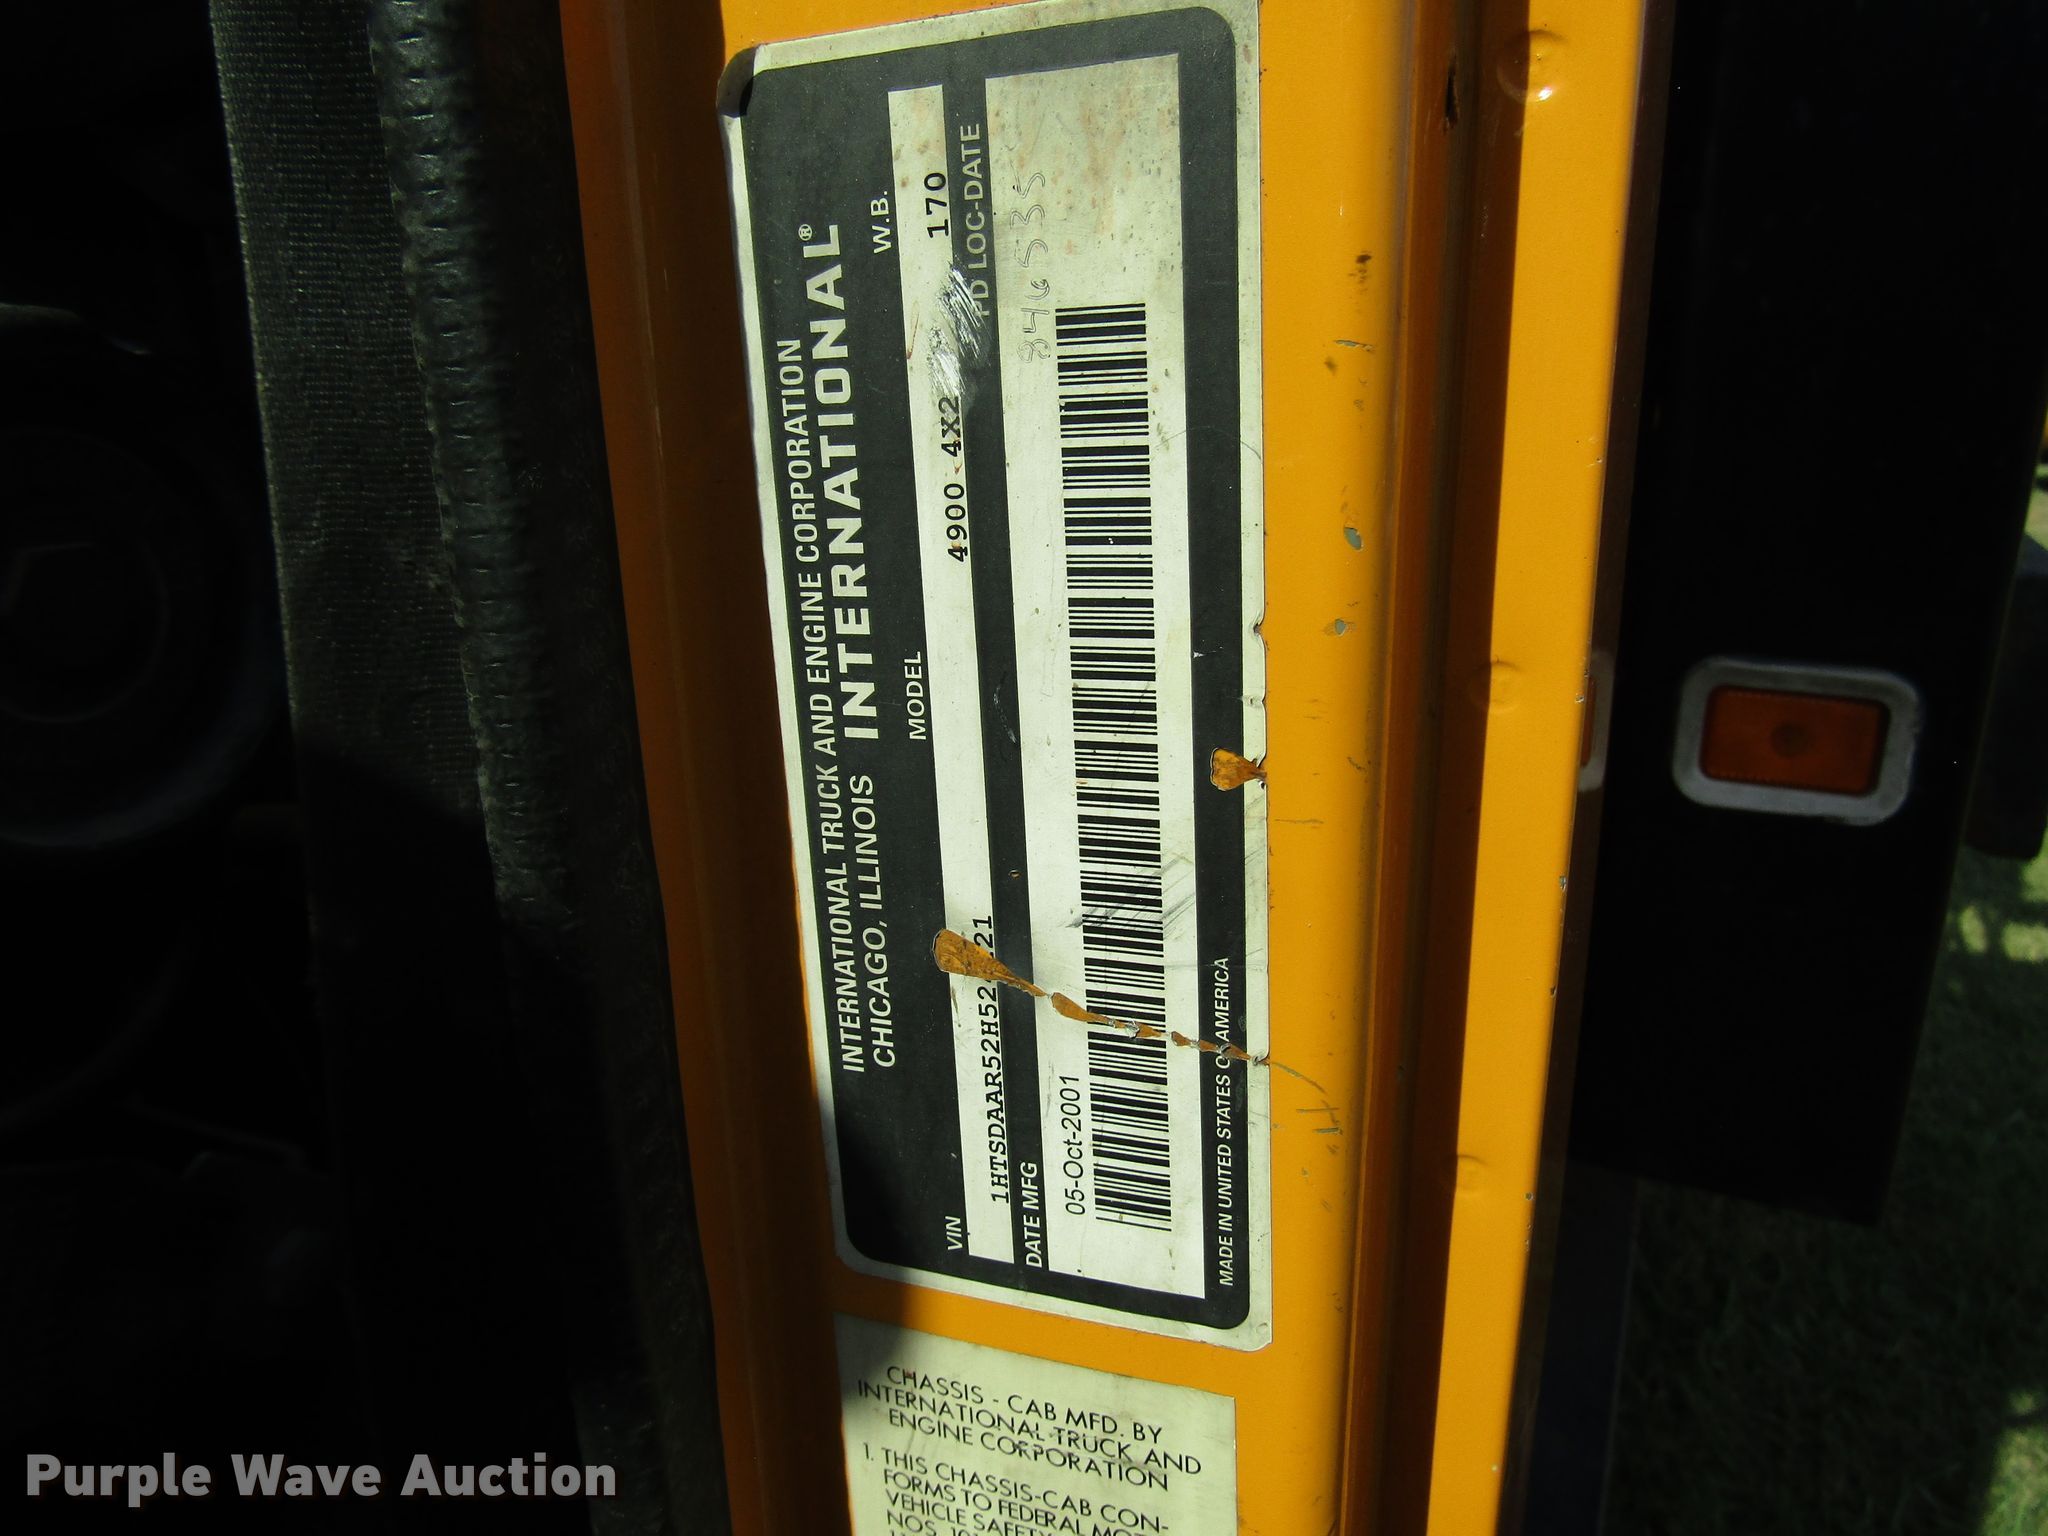 INTERNATIONAL TRUCK AND ENGINE CORPORATION
CHICAGO, ILLINOIS INTERNATIONAL®
VIN MODEL W.B.
4900 4X2 170
DATE MFG PD LOC-DATE
05-Oct-2001 846535
MADE IN UNITED STATES OF AMERICA
CHASSIS - CAB MFD. BY
INTERNATIONAL TRUCK AND
ENGINE CORPORATION
1. THIS CHASSIS-CAB CON-
FORMS TO FEDERAL
VEHICLE SAFETY
NOS.
Purple Wave Auction